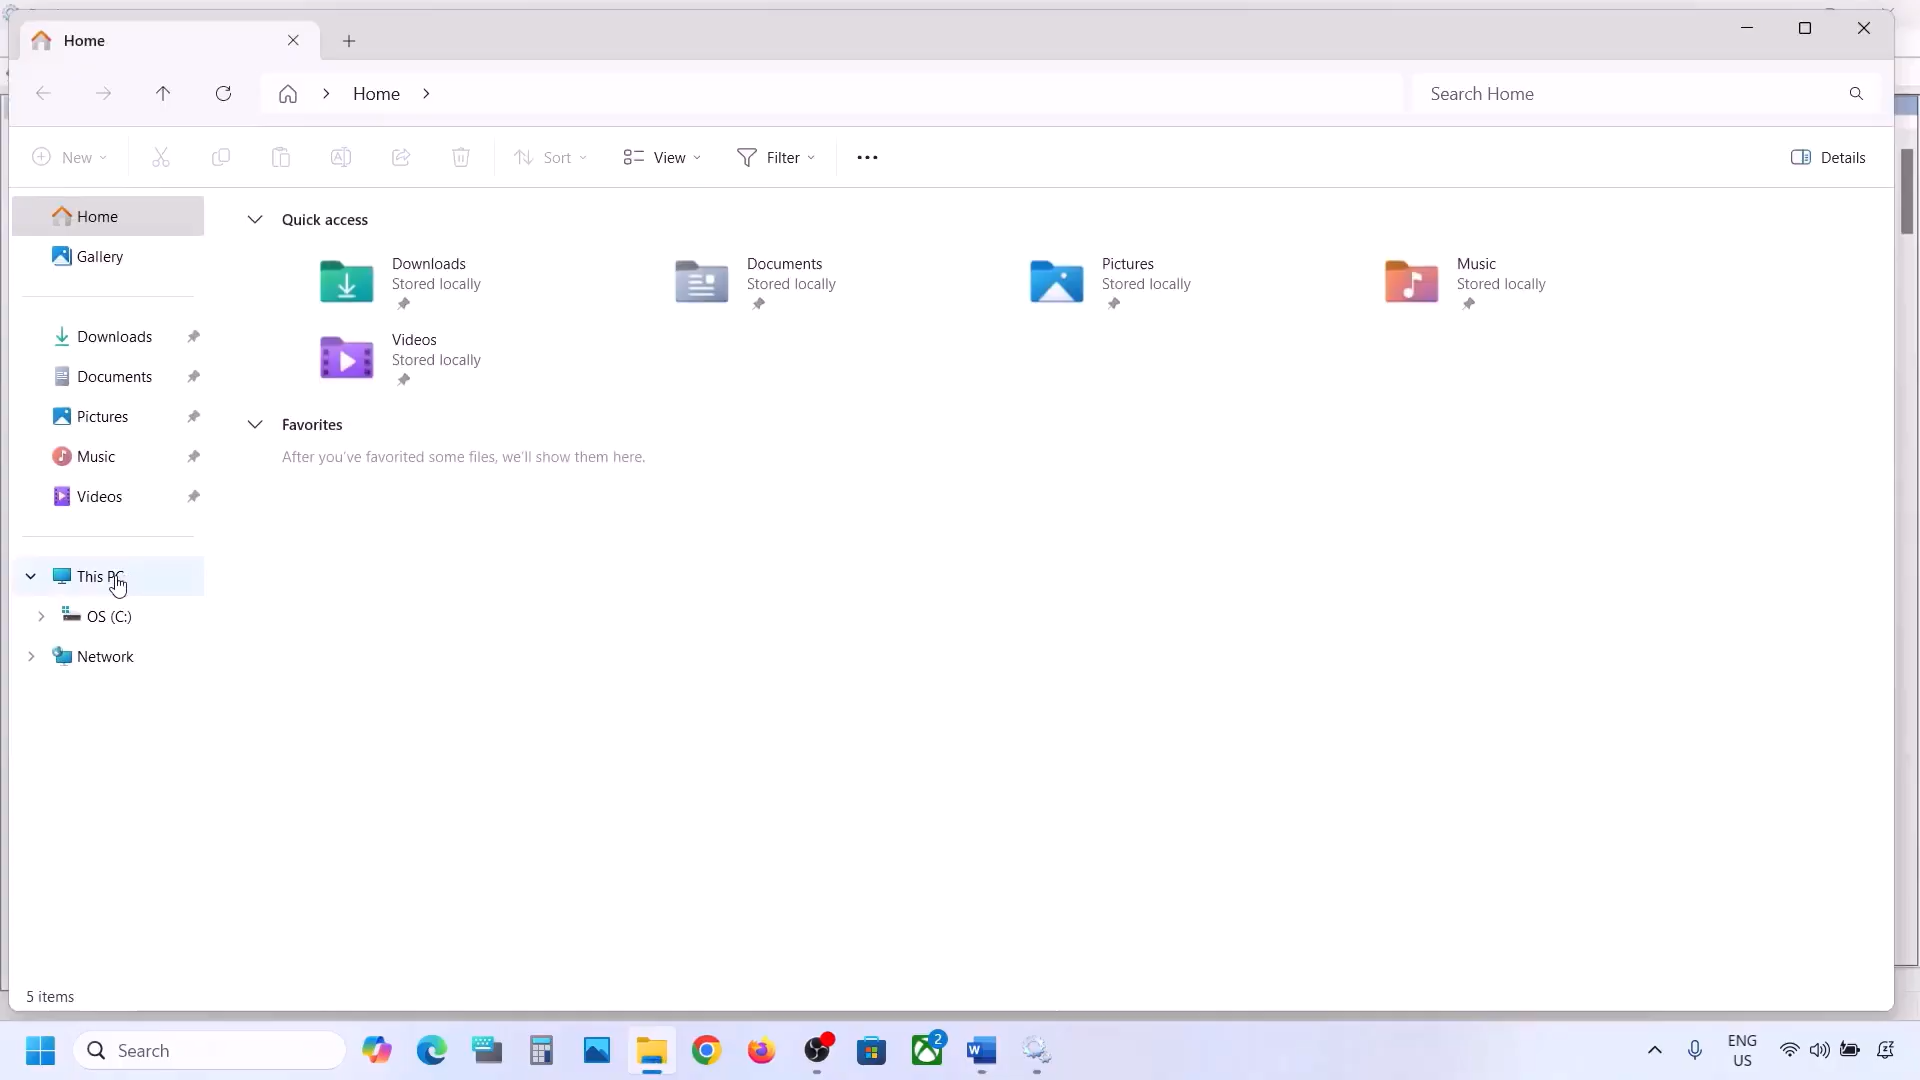 Home
Home
Search Home
New
Sort
View
Filter
Details
Home
Gallery
Downloads
Documents
Pictures
Music
Videos
This PC
OS (C:)
Network
Quick access
Downloads
Stored locally
Documents
Stored locally
Pictures
Stored locally
Music
Stored locally
Videos
Stored locally
Favorites
After you've favorited some files, we'll show them here.
5 items
Search
2
ENG
US